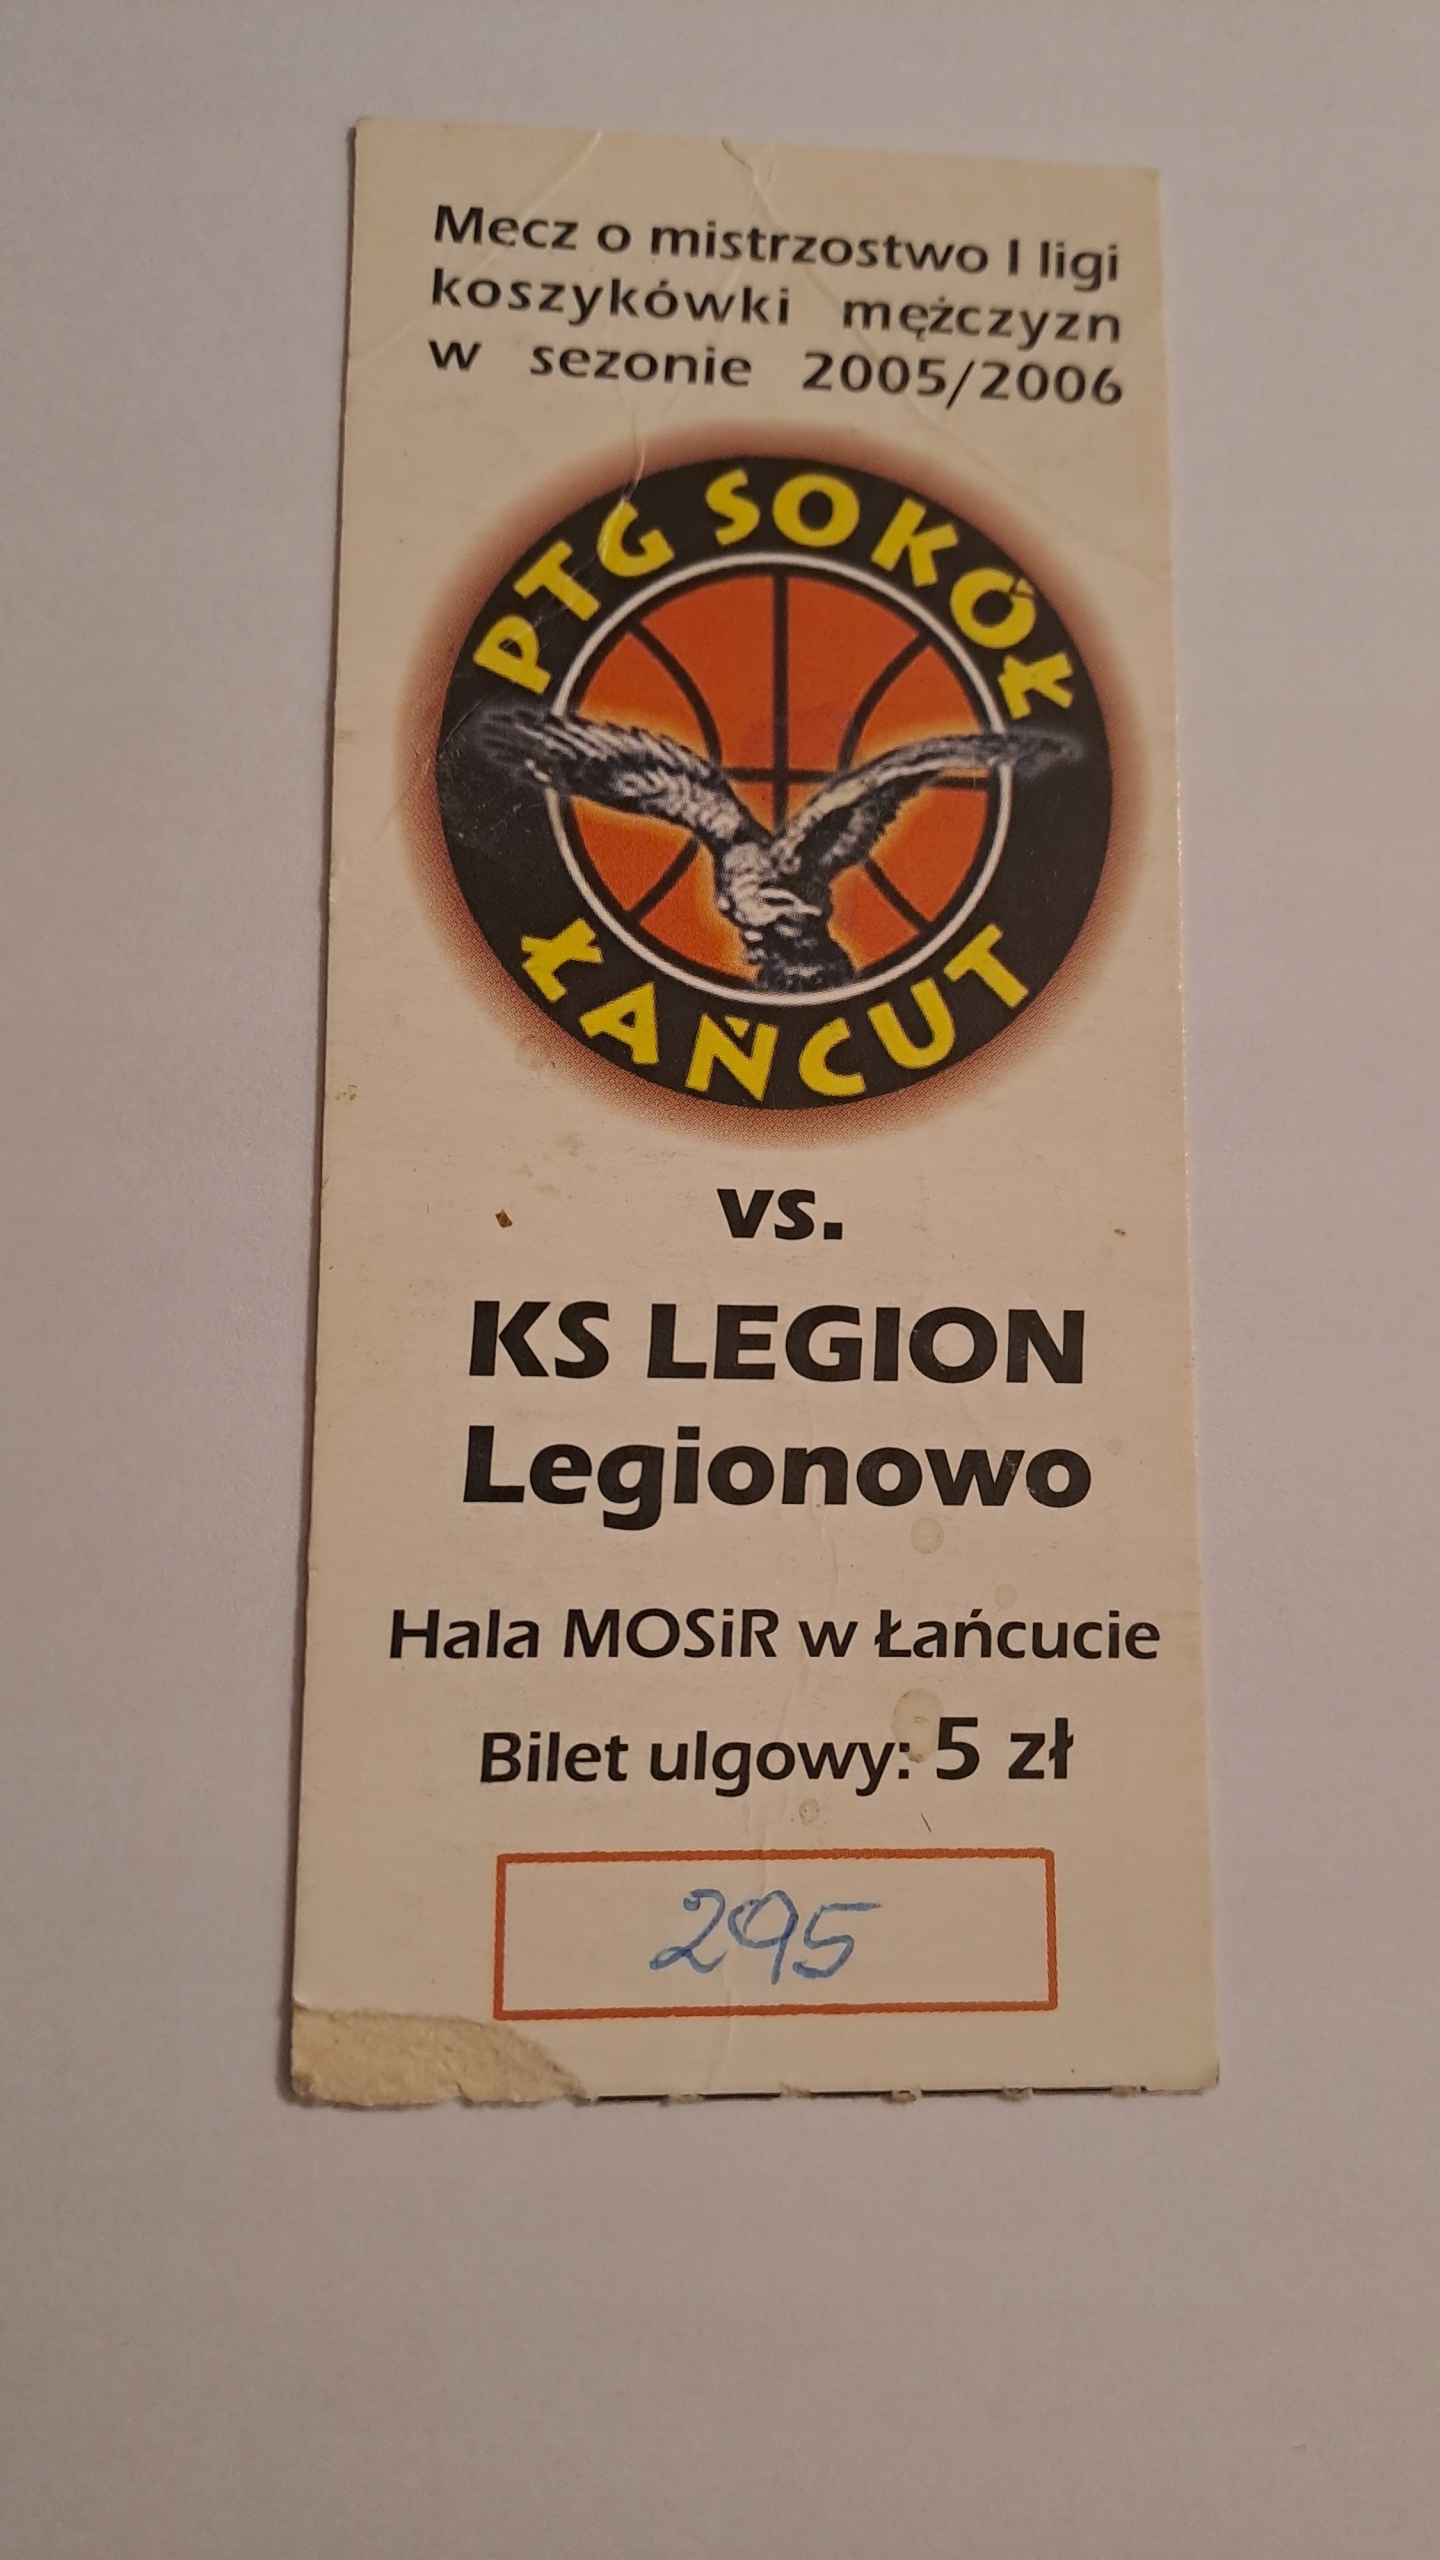 Mecz o mistrzostwo I ligi
koszykówki mężczyzn
w sezonie 2005/2006
PTG SOKÓŁ
ŁAŃCUT
vs.
KS LEGION
Legionowo
Hala MOSiR w Łańcucie
Bilet ulgowy: 5 zł
295